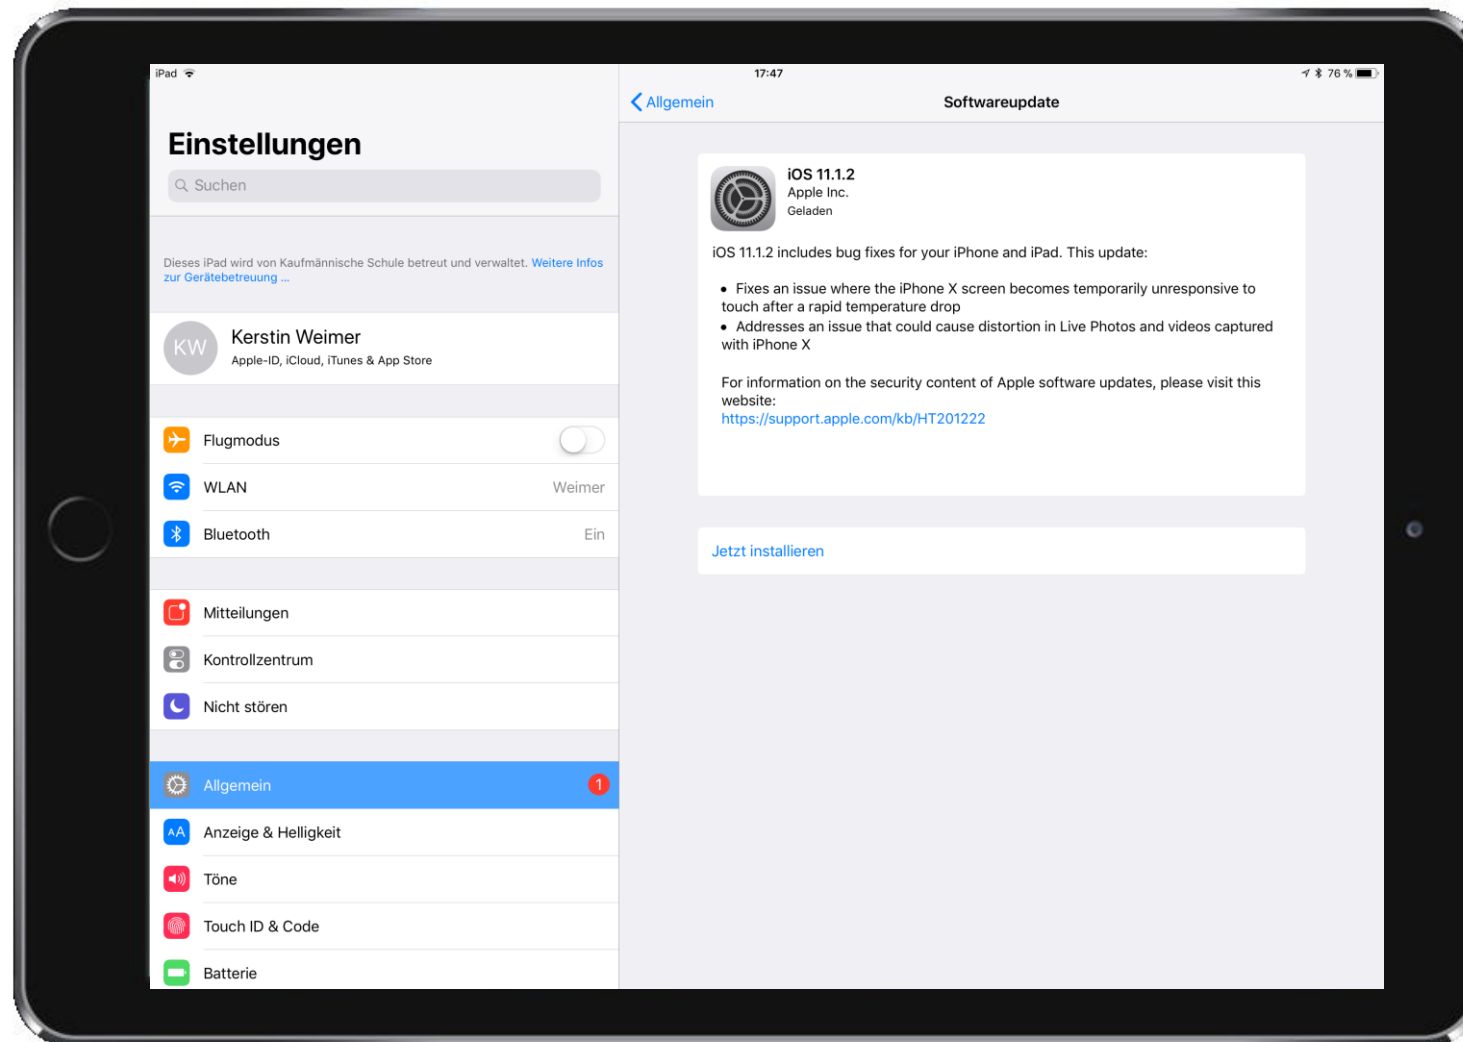 iPad
17:47
76 %
Einstellungen
Suchen
Dieses iPad wird von Kaufmännische Schule betreut und verwaltet. Weitere Infos
zur Gerätebetreuung ...
KW
Kerstin Weimer
Apple-ID, iCloud, iTunes & App Store
Flugmodus
WLAN Weimer
Bluetooth Ein
Mitteilungen
Kontrollzentrum
Nicht stören
Allgemein 1
AA Anzeige & Helligkeit
Töne
Touch ID & Code
Batterie
Allgemein
Softwareupdate
iOS 11.1.2
Apple Inc.
Geladen
iOS 11.1.2 includes bug fixes for your iPhone and iPad. This update:
• Fixes an issue where the iPhone X screen becomes temporarily unresponsive to
touch after a rapid temperature drop
• Addresses an issue that could cause distortion in Live Photos and videos captured
with iPhone X
For information on the security content of Apple software updates, please visit this
website:
https://support.apple.com/kb/HT201222
Jetzt installieren